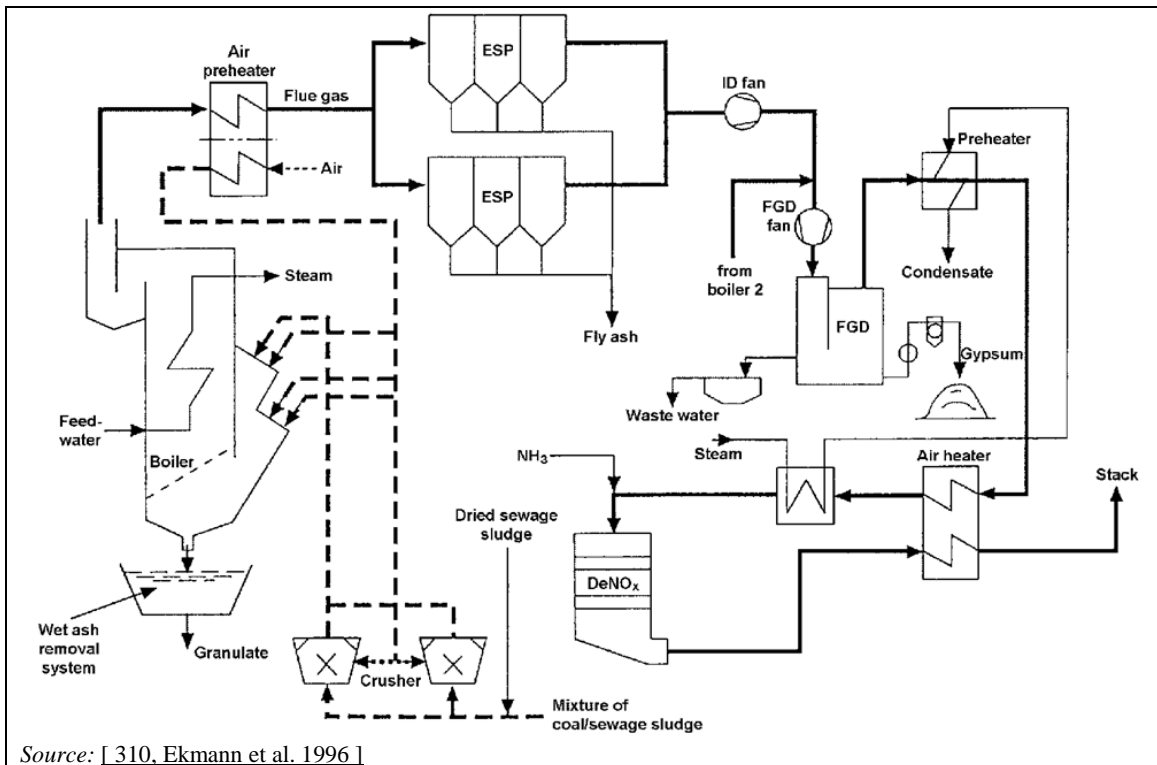 ESP
Air
preheater
Flue gas
ID fan
Preheater
Air
ESP
FGD
fan
Steam
from
boiler 2
Condensate
Fly ash
FGD
Gypsum
Waste water
Feed-
water
Boiler
Steam
Air heater
NH₃
Stack
Dried sewage
sludge
DeNOₓ
Wet ash
removal
system
Granulate
Crusher
Mixture of
coal/sewage sludge
Source: [ 310, Ekmann et al. 1996 ]